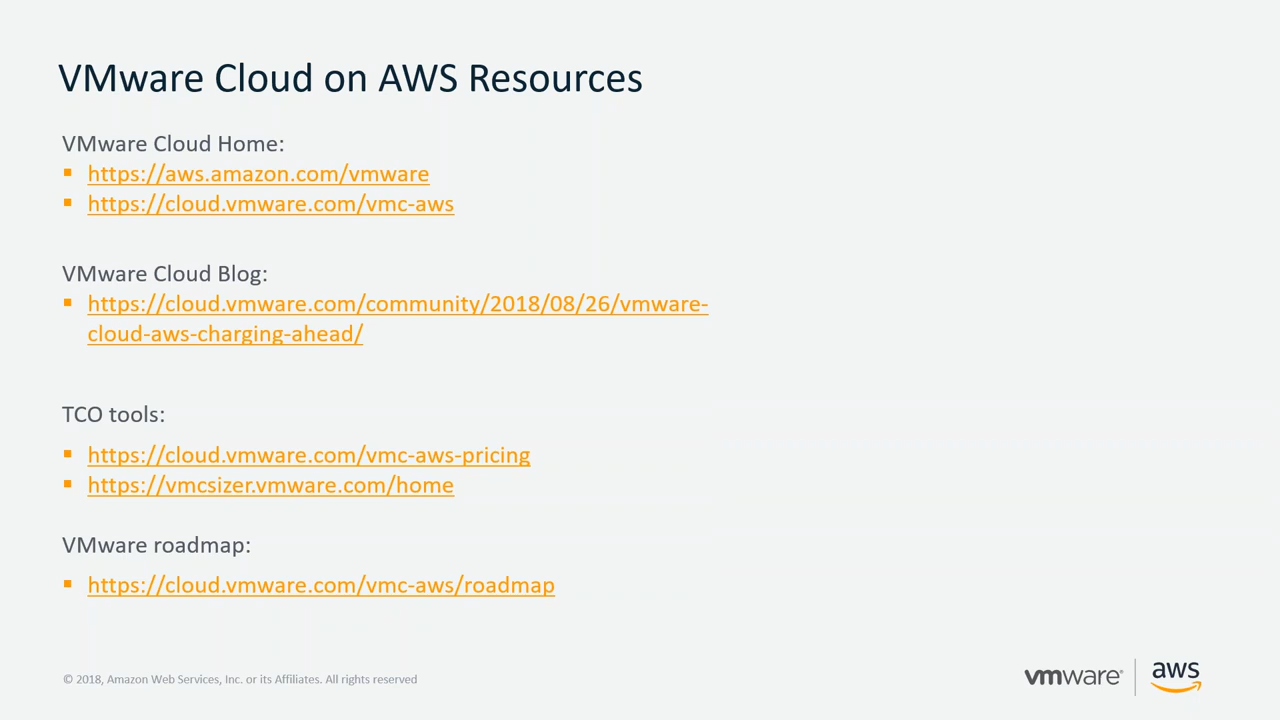 VMware Cloud on AWS Resources
VMware Cloud Home:
▪ https://aws.amazon.com/vmware
▪ https://cloud.vmware.com/vmc-aws
VMware Cloud Blog:
▪ https://cloud.vmware.com/community/2018/08/26/vmware-
cloud-aws-charging-ahead/
TCO tools:
▪ https://cloud.vmware.com/vmc-aws-pricing
▪ https://vmcsizer.vmware.com/home
VMware roadmap:
▪ https://cloud.vmware.com/vmc-aws/roadmap
© 2018, Amazon Web Services, Inc. or its Affiliates. All rights reserved
vmware® | aws